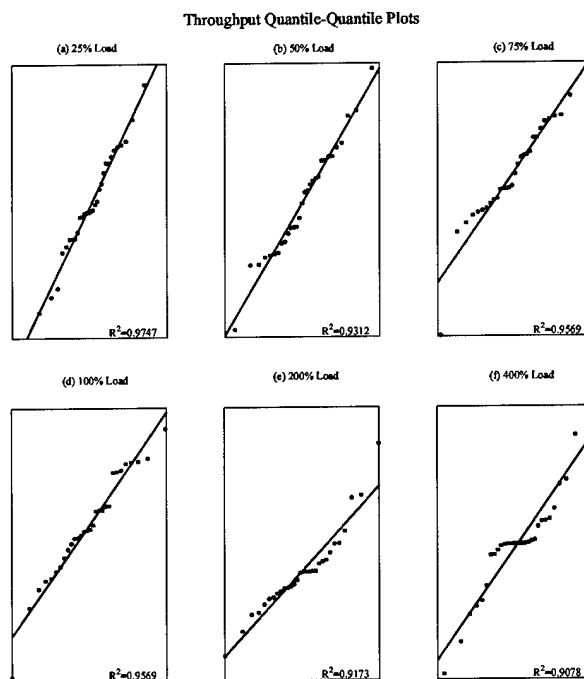 Throughput Quantile-Quantile Plots
(a) 25% Load
(b) 50% Load
(c) 75% Load
R²=0.9747
R²=0.9312
R²=0.9569
(d) 100% Load
(e) 200% Load
(f) 400% Load
R²=0.9569
R²=0.9173
R²=0.9078